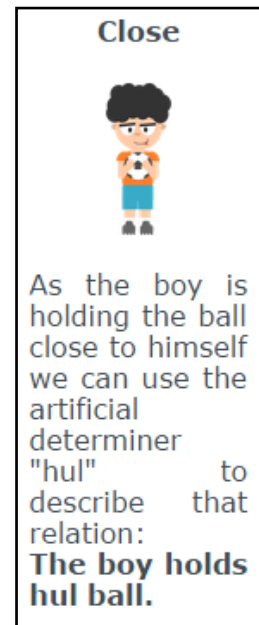 Close
As the boy is
holding the ball
close to himself
we can use the
artificial
determiner
"hul" to
describe that
relation:
The boy holds
hul ball.